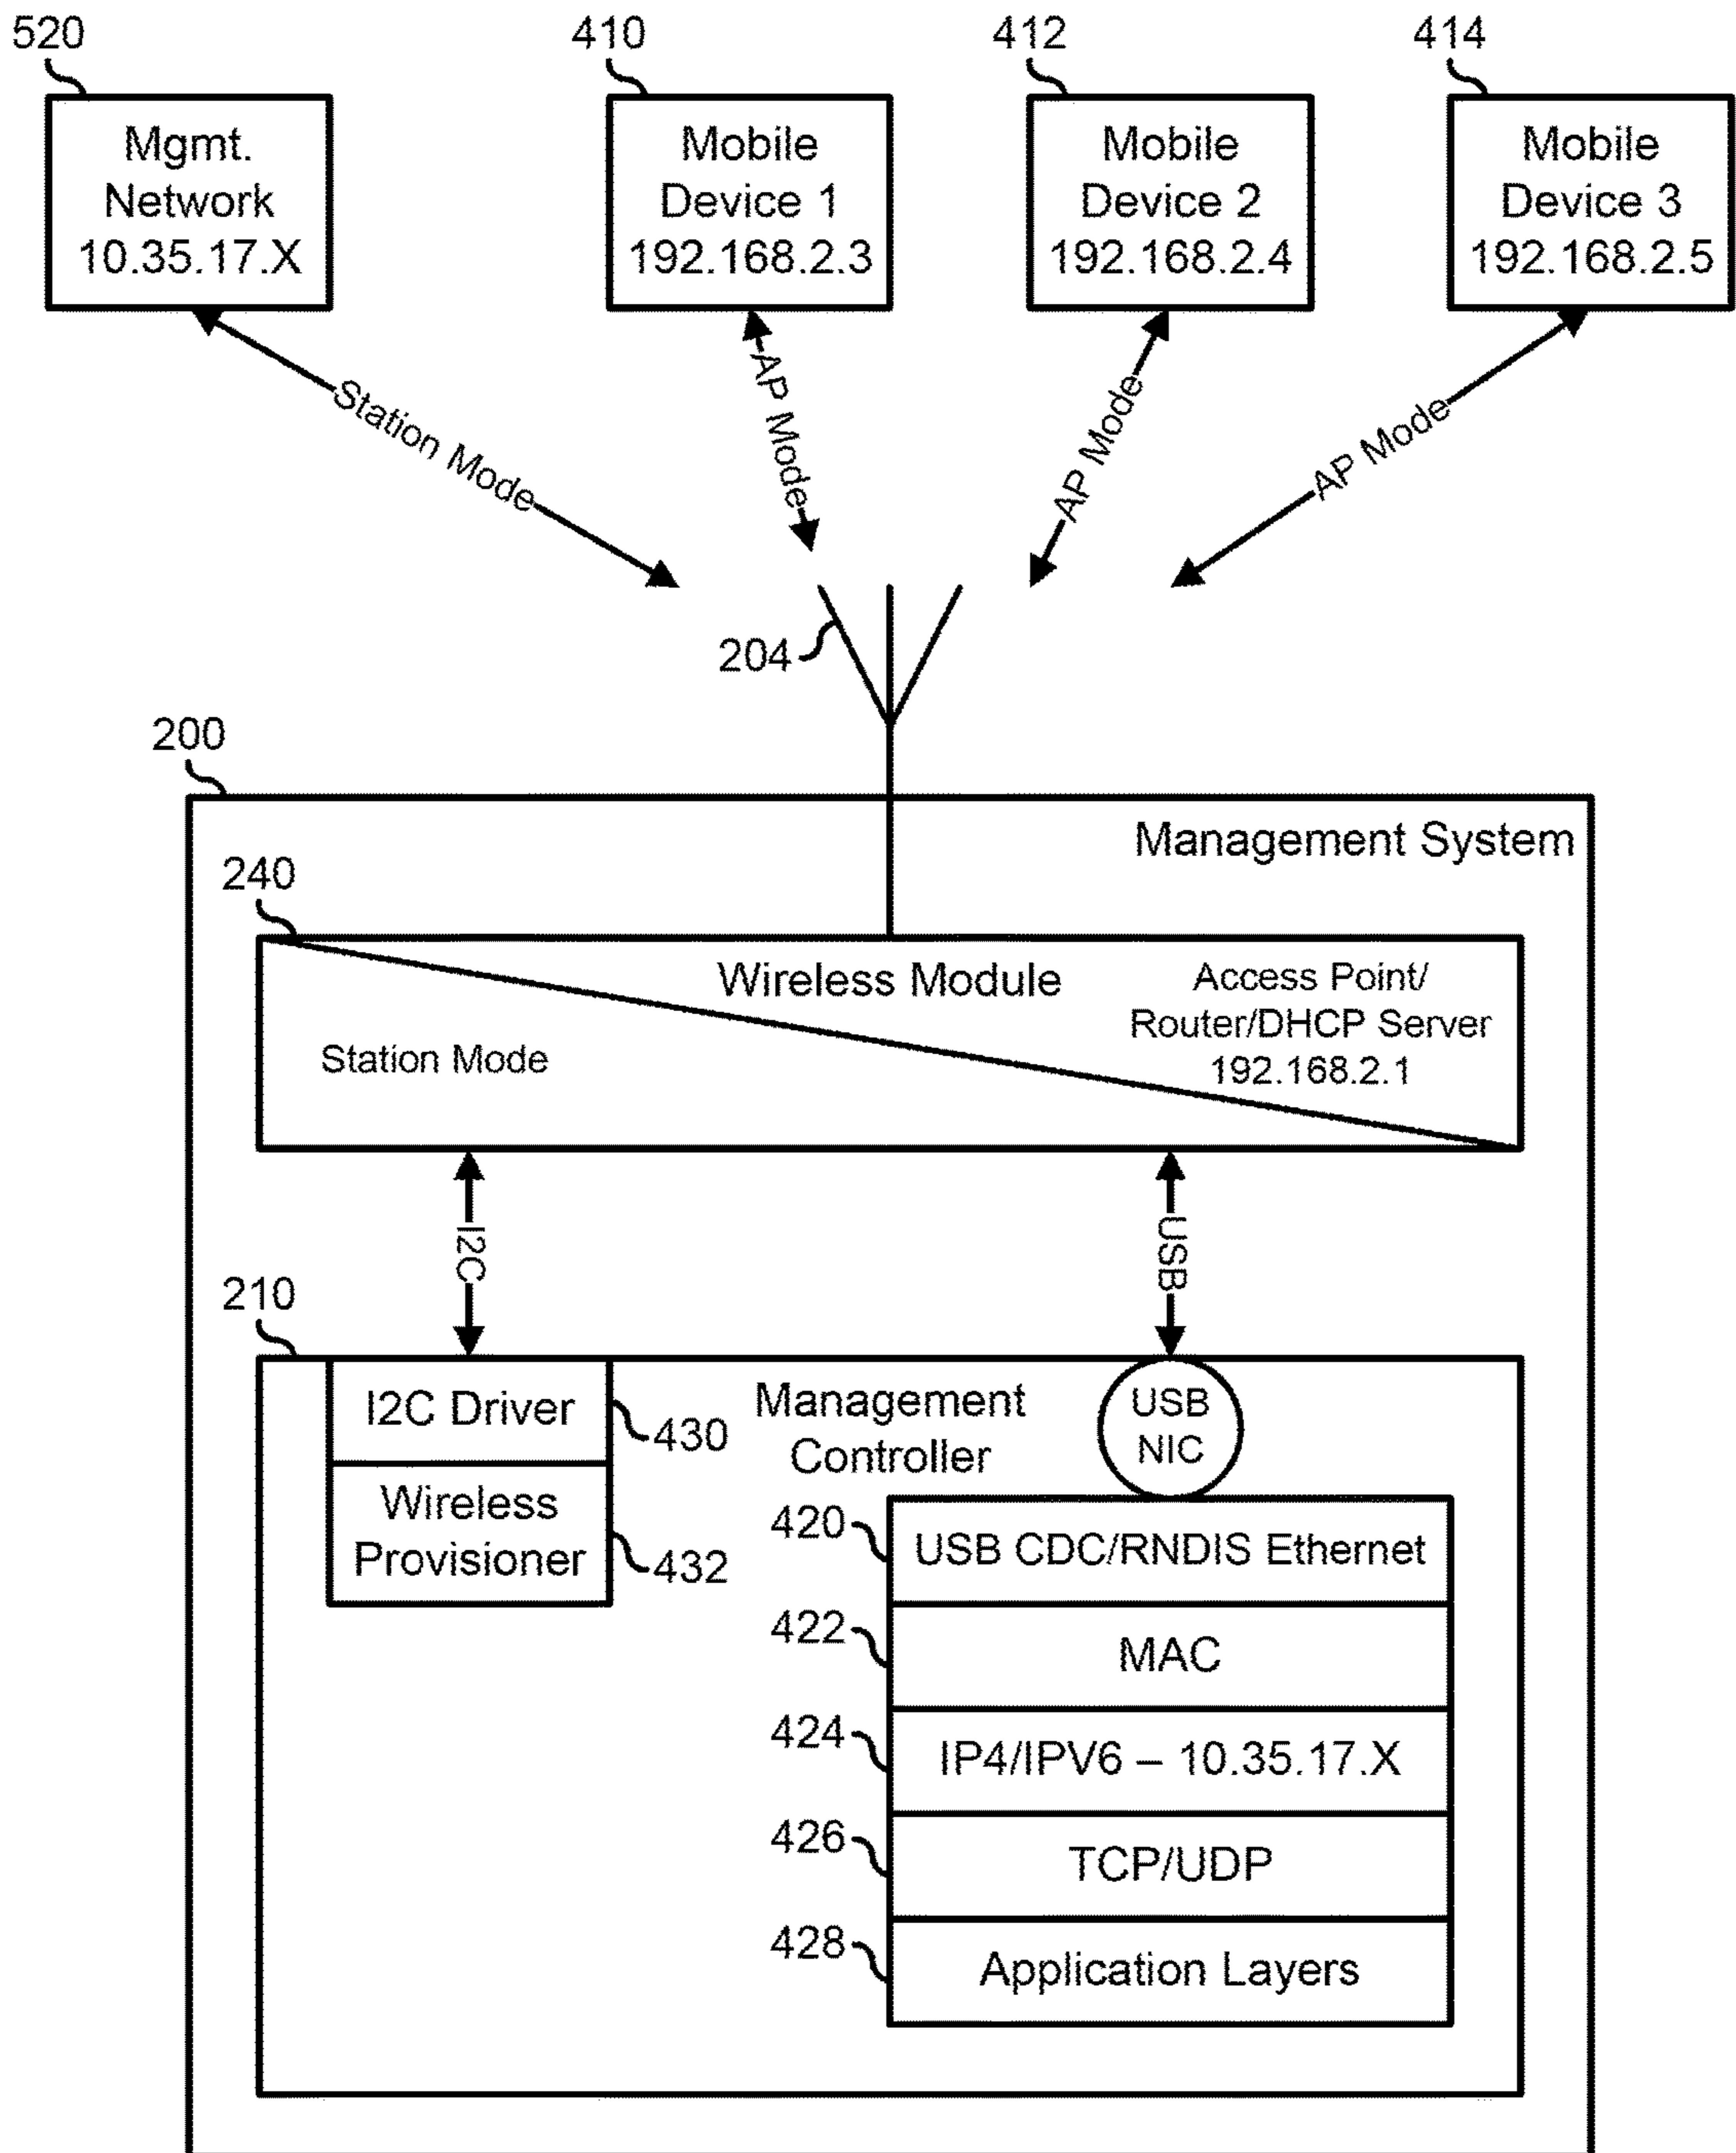 520
410
412
414
Mgmt.
Network
10.35.17.X
Mobile
Device 1
192.168.2.3
Mobile
Device 2
192.168.2.4
Mobile
Device 3
192.168.2.5
Station Mode
AP Mode
AP Mode
AP Mode
204
200
Management System
240
Wireless Module
Access Point/
Router/DHCP Server
192.168.2.1
Station Mode
I2C
USB
210
I2C Driver
430
Wireless
Provisioner
432
Management
Controller
USB
NIC
420
USB CDC/RNDIS Ethernet
422
MAC
424
IP4/IPV6 – 10.35.17.X
426
TCP/UDP
428
Application Layers